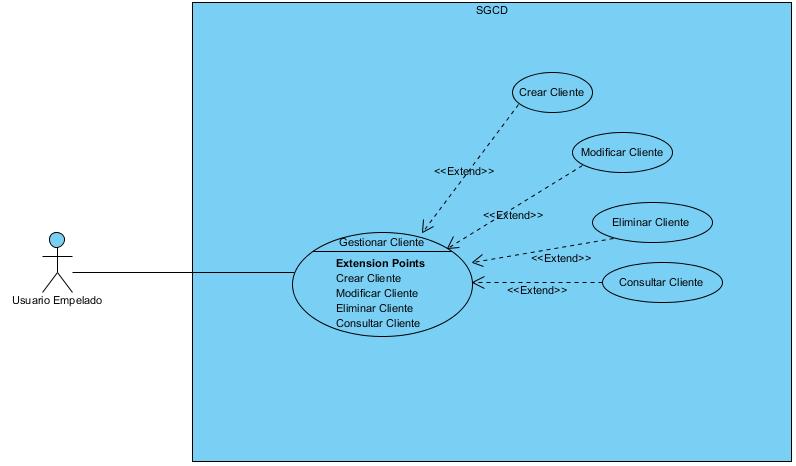 SGCD
Crear Cliente
<<Extend>>
Modificar Cliente
<<Extend>>
Eliminar Cliente
<<Extend>>
Consultar Cliente
<<Extend>>
Gestionar Cliente
Extension Points
Crear Cliente
Modificar Cliente
Eliminar Cliente
Consultar Cliente
Usuario Empelado